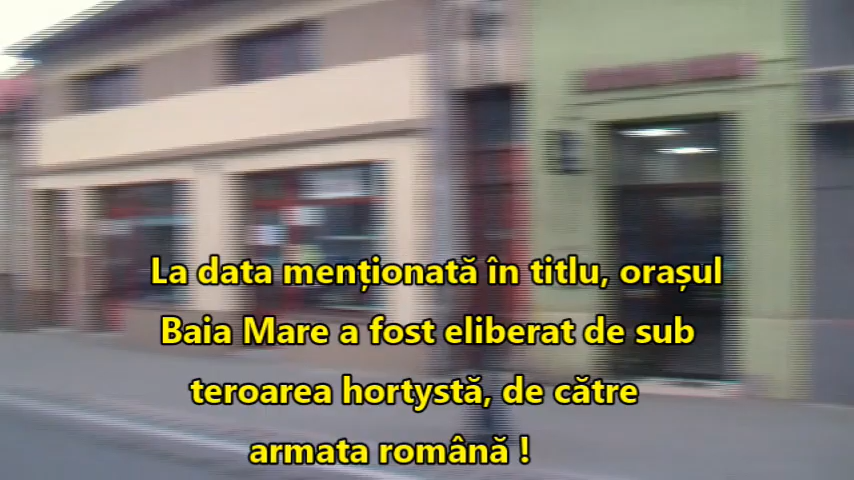 La data menționată în titlu, orașul
Baia Mare a fost eliberat de sub
teroarea hortystă, de către
armata română !